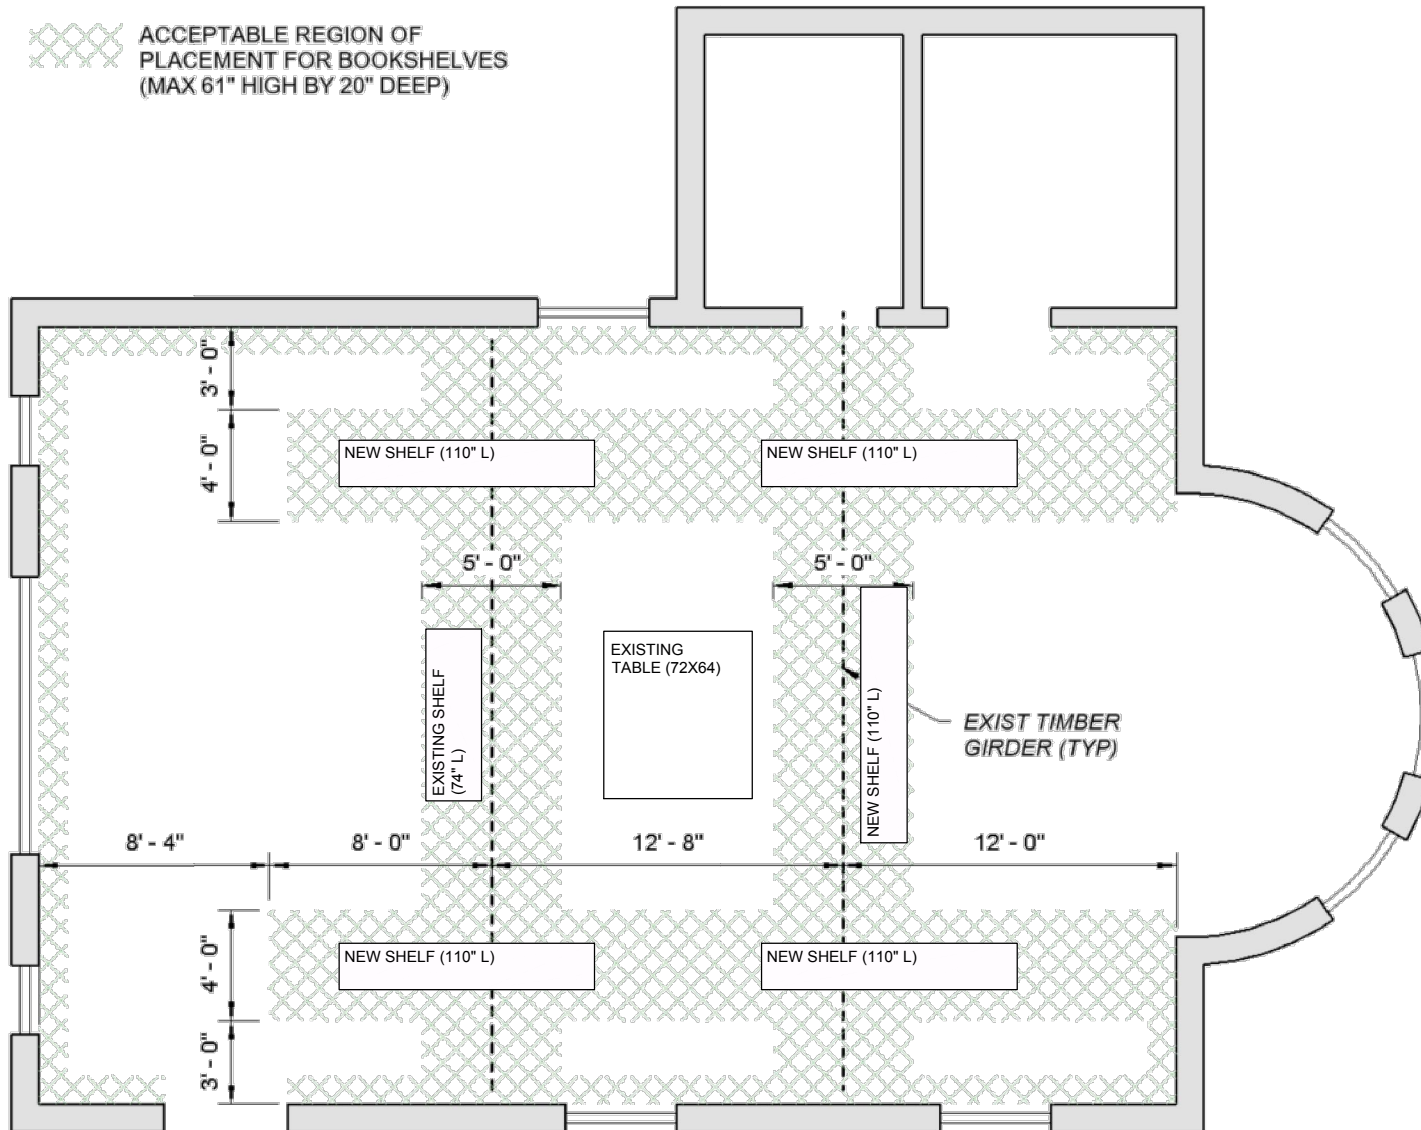 ACCEPTABLE REGION OF
PLACEMENT FOR BOOKSHELVES
(MAX 61" HIGH BY 20" DEEP)
3' - 0"
4' - 0"
NEW SHELF (110" L)
NEW SHELF (110" L)
5' - 0"
5' - 0"
EXISTING SHELF
(74" L)
EXISTING
TABLE (72X64)
NEW SHELF (110" L)
EXIST TIMBER
GIRDER (TYP)
8' - 4"
8' - 0"
12' - 8"
12' - 0"
4' - 0"
NEW SHELF (110" L)
NEW SHELF (110" L)
3' - 0"